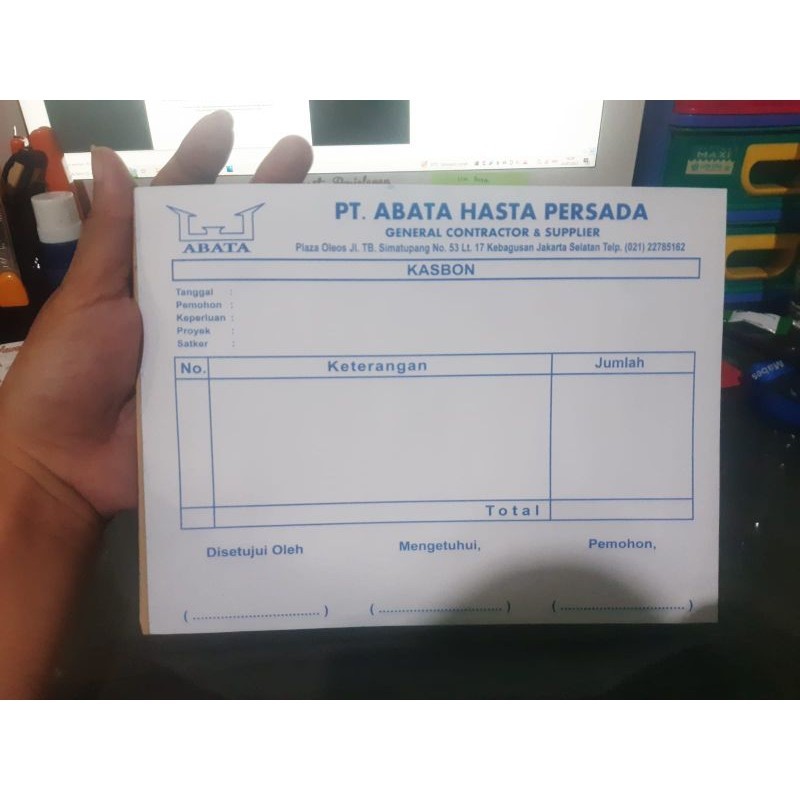 PT. ABATA HASTA PERSADA
GENERAL CONTRACTOR & SUPPLIER
Plaza Oleos Jl. TB. Simatupang No. 53 Lt. 17 Kebagusan Jakarta Selatan Telp. (021) 22785162
ABATA
KASBON
Tanggal :
Pemohon :
Keperluan :
Proyek :
Satker :
No. Keterangan Jumlah
Total
Disetujui Oleh Mengetuhui, Pemohon,
(................................) (................................) (................................)
MAXI